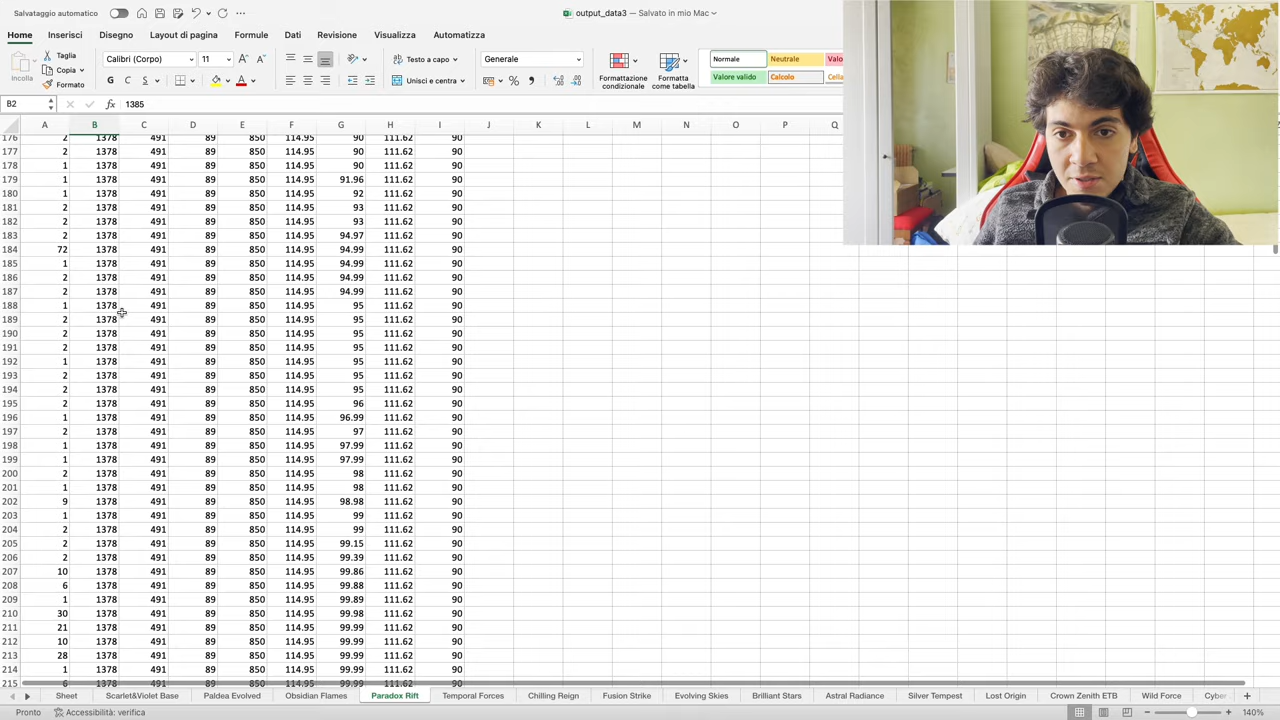 Salvataggio automatico output_data3 — Salvato in mio Mac
Home Inserisci Disegno Layout di pagina Formule Dati Revisione Visualizza Automatizza
Incolla
Taglia
Copia
Formato
Calibri (Corpo) 11
G C S
Testo a capo
Unisci e centra
Generale
Formattazione condizionale
Formatta come tabella
Normale Neutrale
Valore valido Calcolo
B2 fx 1385
A B C D E F G H I J K L M N O P Q
176 2 1378 491 89 850 114.95 90 111.62 90
177 2 1378 491 89 850 114.95 90 111.62 90
178 1 1378 491 89 850 114.95 90 111.62 90
179 1 1378 491 89 850 114.95 91.96 111.62 90
180 1 1378 491 89 850 114.95 92 111.62 90
181 2 1378 491 89 850 114.95 93 111.62 90
182 2 1378 491 89 850 114.95 93 111.62 90
183 2 1378 491 89 850 114.95 94.97 111.62 90
184 72 1378 491 89 850 114.95 94.99 111.62 90
185 1 1378 491 89 850 114.95 94.99 111.62 90
186 2 1378 491 89 850 114.95 94.99 111.62 90
187 2 1378 491 89 850 114.95 94.99 111.62 90
188 1 1378 491 89 850 114.95 95 111.62 90
189 2 1378 491 89 850 114.95 95 111.62 90
190 2 1378 491 89 850 114.95 95 111.62 90
191 2 1378 491 89 850 114.95 95 111.62 90
192 1 1378 491 89 850 114.95 95 111.62 90
193 2 1378 491 89 850 114.95 95 111.62 90
194 2 1378 491 89 850 114.95 95 111.62 90
195 2 1378 491 89 850 114.95 96 111.62 90
196 1 1378 491 89 850 114.95 96.99 111.62 90
197 2 1378 491 89 850 114.95 97 111.62 90
198 1 1378 491 89 850 114.95 97.99 111.62 90
199 1 1378 491 89 850 114.95 97.99 111.62 90
200 2 1378 491 89 850 114.95 98 111.62 90
201 1 1378 491 89 850 114.95 98 111.62 90
202 9 1378 491 89 850 114.95 98.98 111.62 90
203 1 1378 491 89 850 114.95 99 111.62 90
204 2 1378 491 89 850 114.95 99 111.62 90
205 2 1378 491 89 850 114.95 99.15 111.62 90
206 2 1378 491 89 850 114.95 99.39 111.62 90
207 10 1378 491 89 850 114.95 99.86 111.62 90
208 6 1378 491 89 850 114.95 99.88 111.62 90
209 1 1378 491 89 850 114.95 99.89 111.62 90
210 30 1378 491 89 850 114.95 99.98 111.62 90
211 21 1378 491 89 850 114.95 99.99 111.62 90
212 10 1378 491 89 850 114.95 99.99 111.62 90
213 28 1378 491 89 850 114.95 99.99 111.62 90
214 1 1378 491 89 850 114.95 99.99 111.62 90
215 6 1378 491 89 850 114.95 99.99 111.62 90
Sheet Scarlet&Violet Base Paldea Evolved Obsidian Flames Paradox Rift Temporal Forces Chilling Reign Fusion Strike Evolving Skies Brilliant Stars Astral Radiance Silver Tempest Lost Origin Crown Zenith ETB Wild Force Cyber
Pronto Accessibilità: verifica 140%